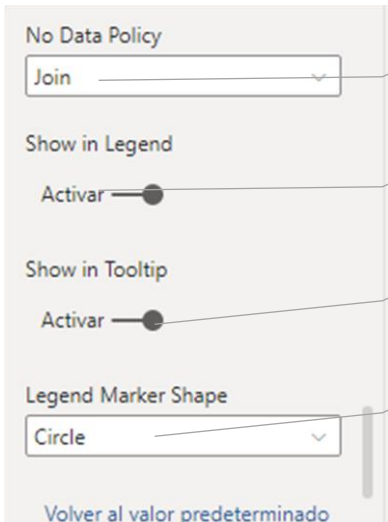 No Data Policy
Join
Show in Legend
Activar
Show in Tooltip
Activar
Legend Marker Shape
Circle
Volver al valor predeterminado